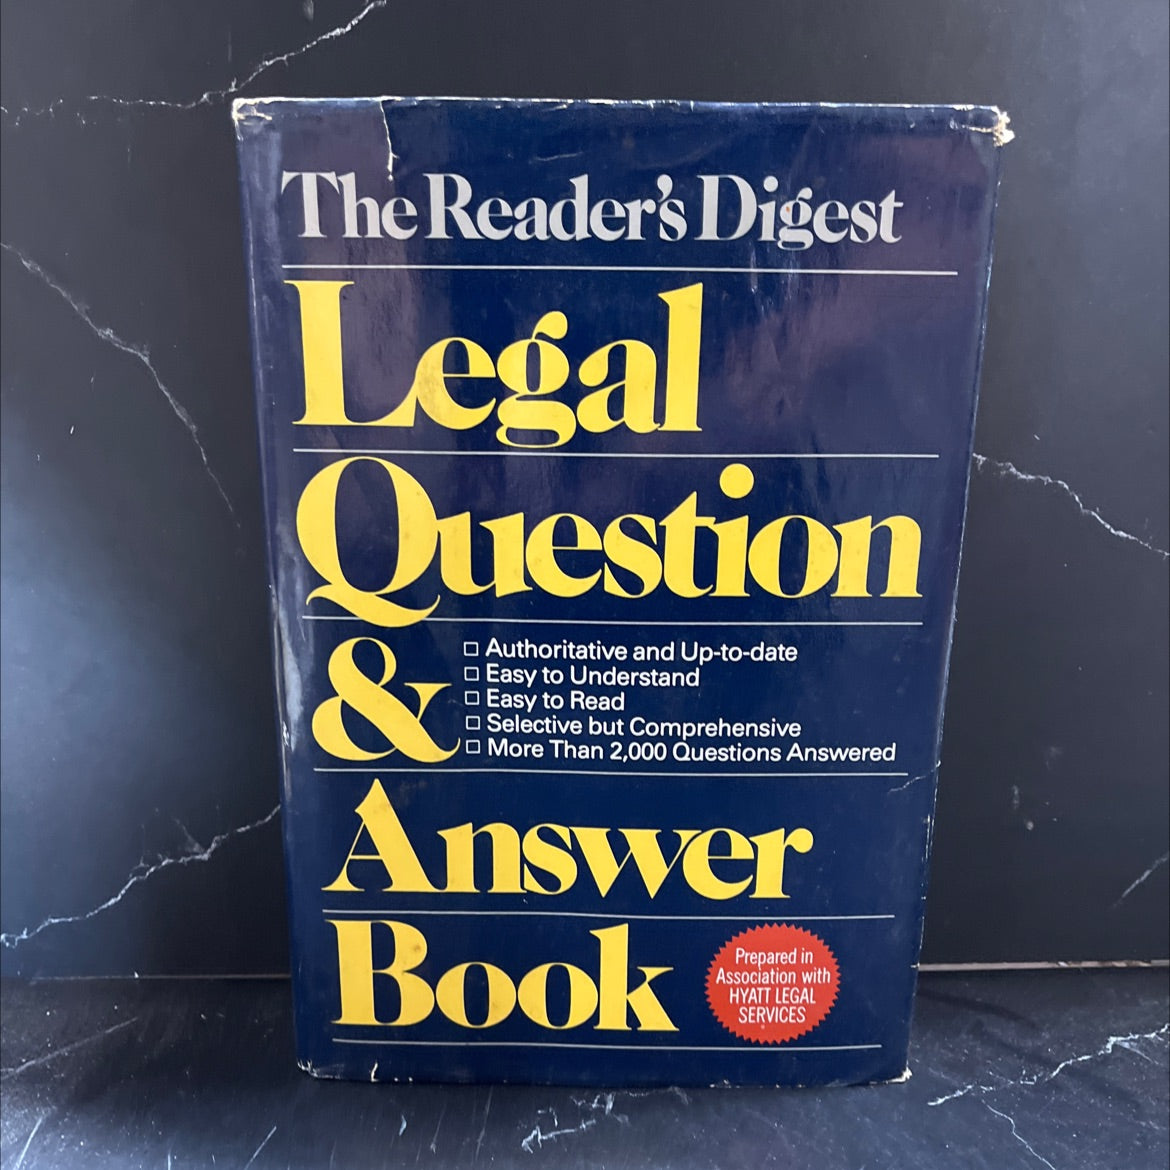 The Reader's Digest
Legal
Question
&
□ Authoritative and Up-to-date
□ Easy to Understand
□ Easy to Read
□ Selective but Comprehensive
□ More Than 2,000 Questions Answered
Answer
Book
Prepared in
Association with
HYATT LEGAL
SERVICES